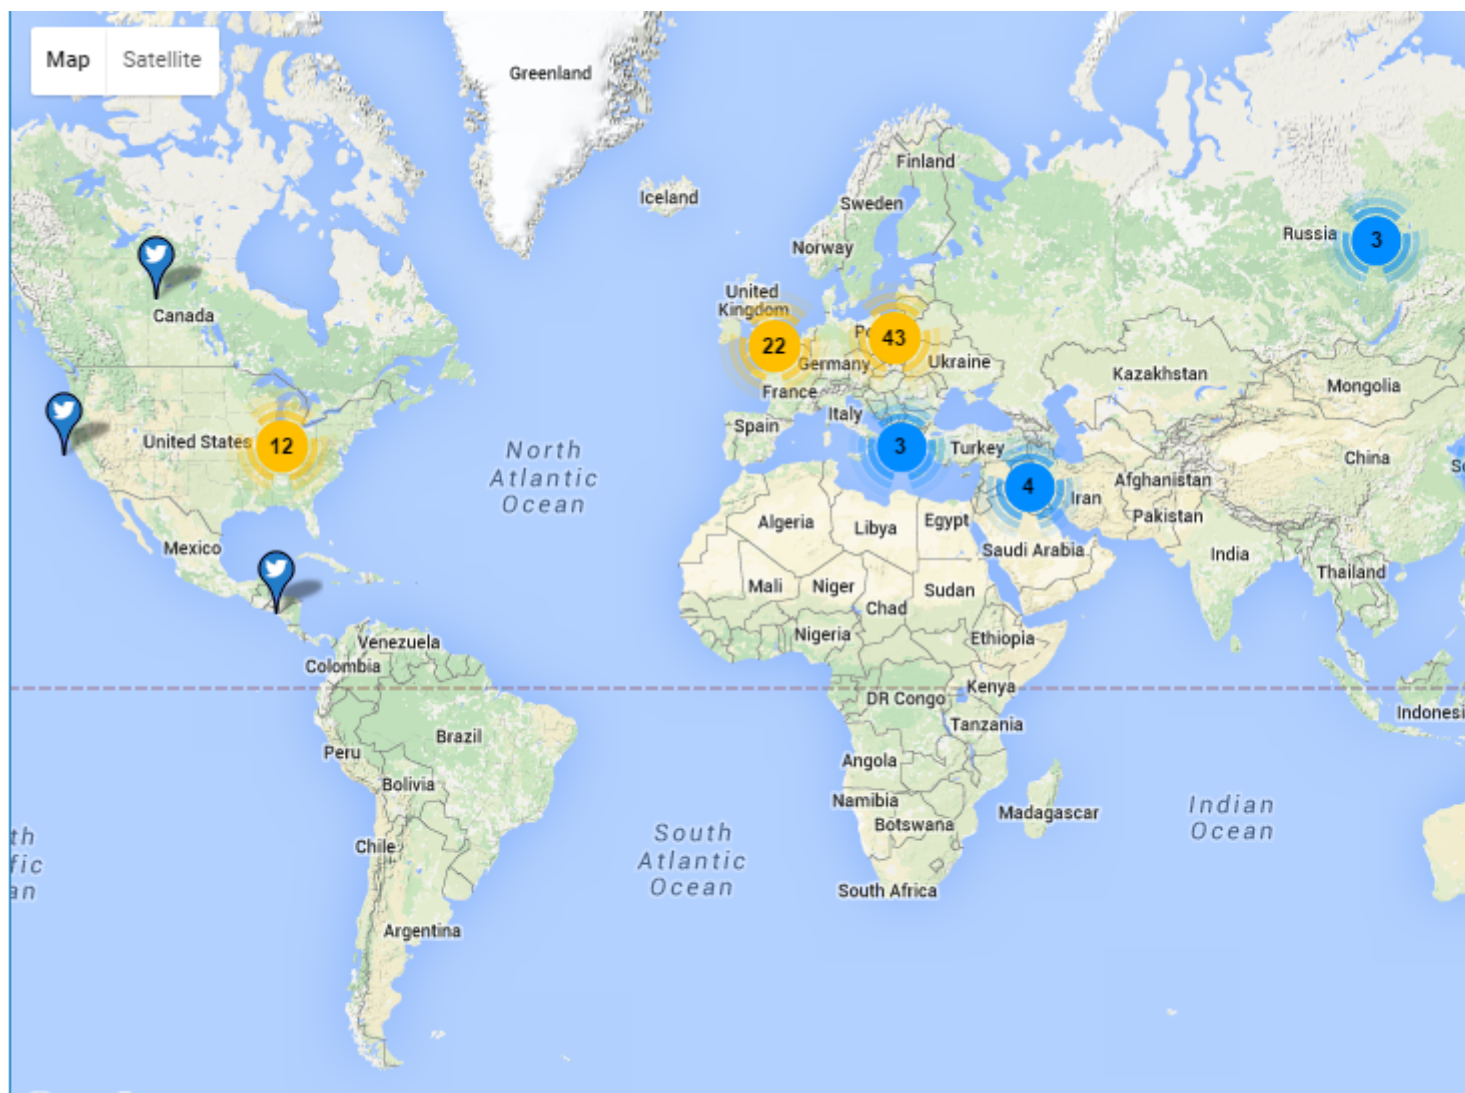 Map Satellite
Greenland
Finland
Iceland
Sweden
Russia
3
Norway
United
Kingdom
Canada
22
43
Germany
Ukraine
Kazakhstan
Mongolia
France
Italy
Spain
United States
12
3
Turkey
China
North
Atlantic
Ocean
4
Iran
Afghanistan
Pakistan
Algeria
Libya
Egypt
Mexico
Saudi Arabia
India
Thailand
Mali
Niger
Sudan
Chad
Nigeria
Ethiopia
Venezuela
Colombia
Kenya
DR Congo
Indonesi
Tanzania
Brazil
Peru
Angola
Bolivia
Namibia
Botswana
Madagascar
Indian
Ocean
South
Atlantic
Ocean
Chile
th
fic
an
South Africa
Argentina